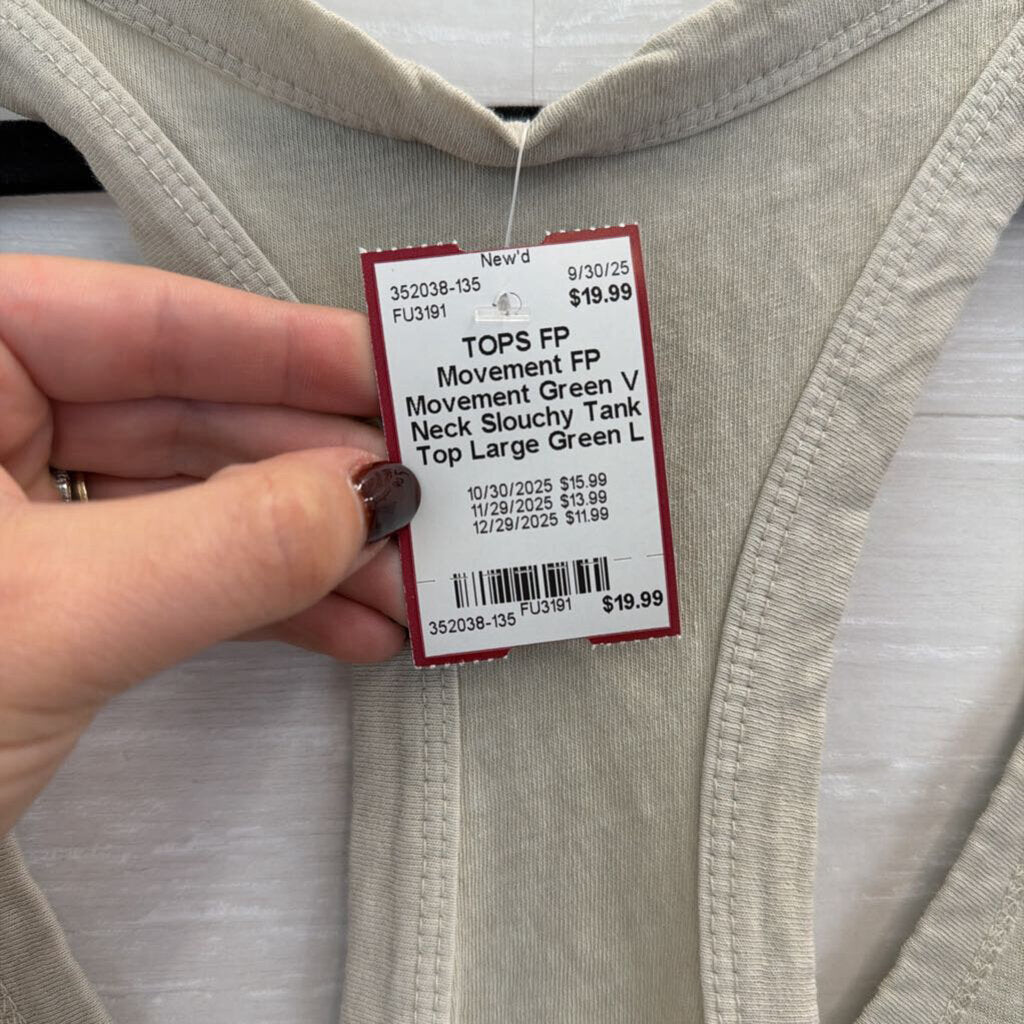 New'd
352038-135 9/30/25
FU3191 $19.99
TOPS FP
Movement FP
Movement Green V
Neck Slouchy Tank
Top Large Green L
10/30/2025 $15.99
11/29/2025 $13.99
12/29/2025 $11.99
352038-135 FU3191 $19.99